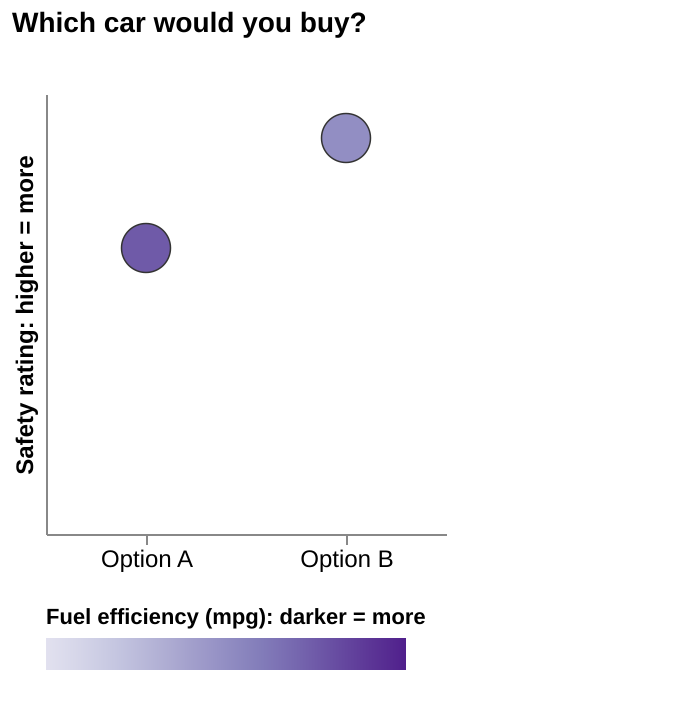 Which car would you buy?
Safety rating: higher = more
Option A
Option B
Fuel efficiency (mpg): darker = more